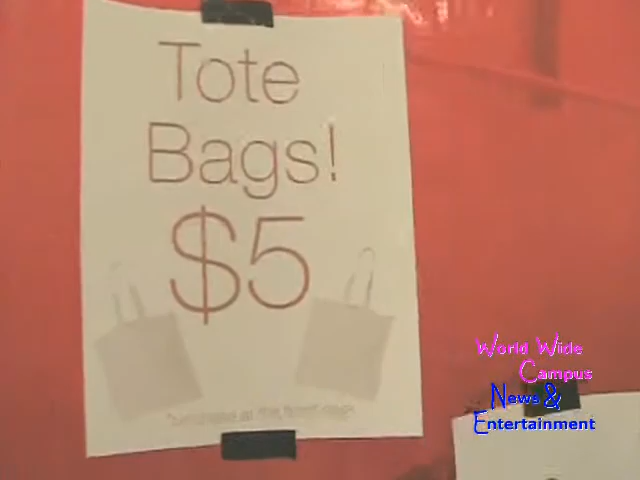 Tote
Bags!
$5
World Wide
Campus
News &
Entertainment